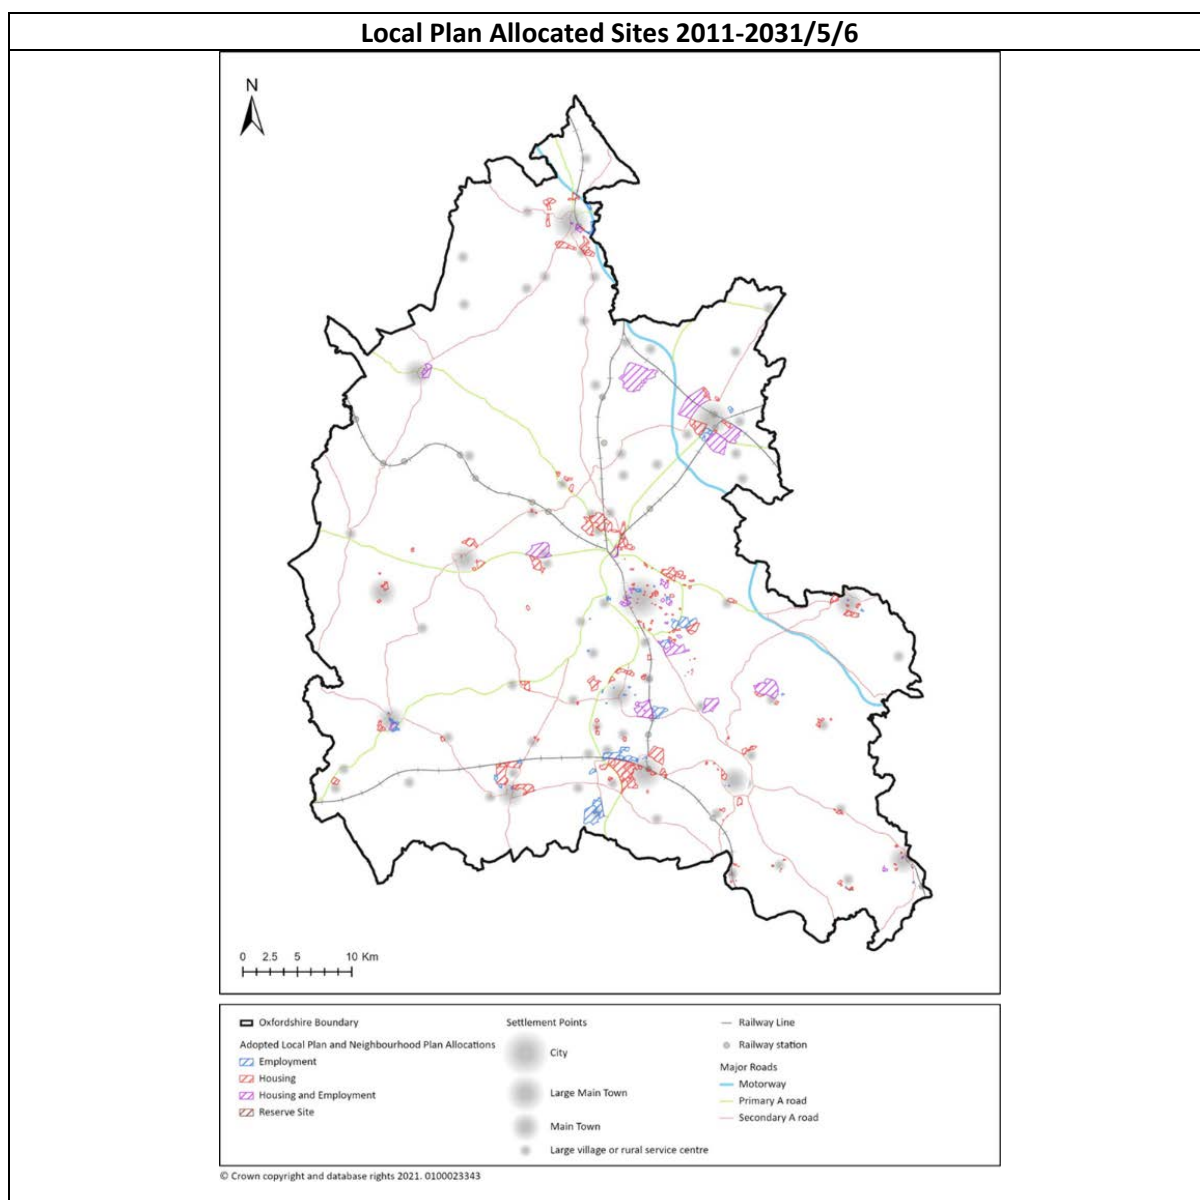 Local Plan Allocated Sites 2011-2031/5/6
N
0 2.5 5 10 Km
Oxfordshire Boundary
Adopted Local Plan and Neighbourhood Plan Allocations
Employment
Housing
Housing and Employment
Reserve Site
Settlement Points
City
Large Main Town
Main Town
Large village or rural service centre
Railway Line
Railway station
Major Roads
Motorway
Primary A road
Secondary A road
© Crown copyright and database rights 2021. 0100023343